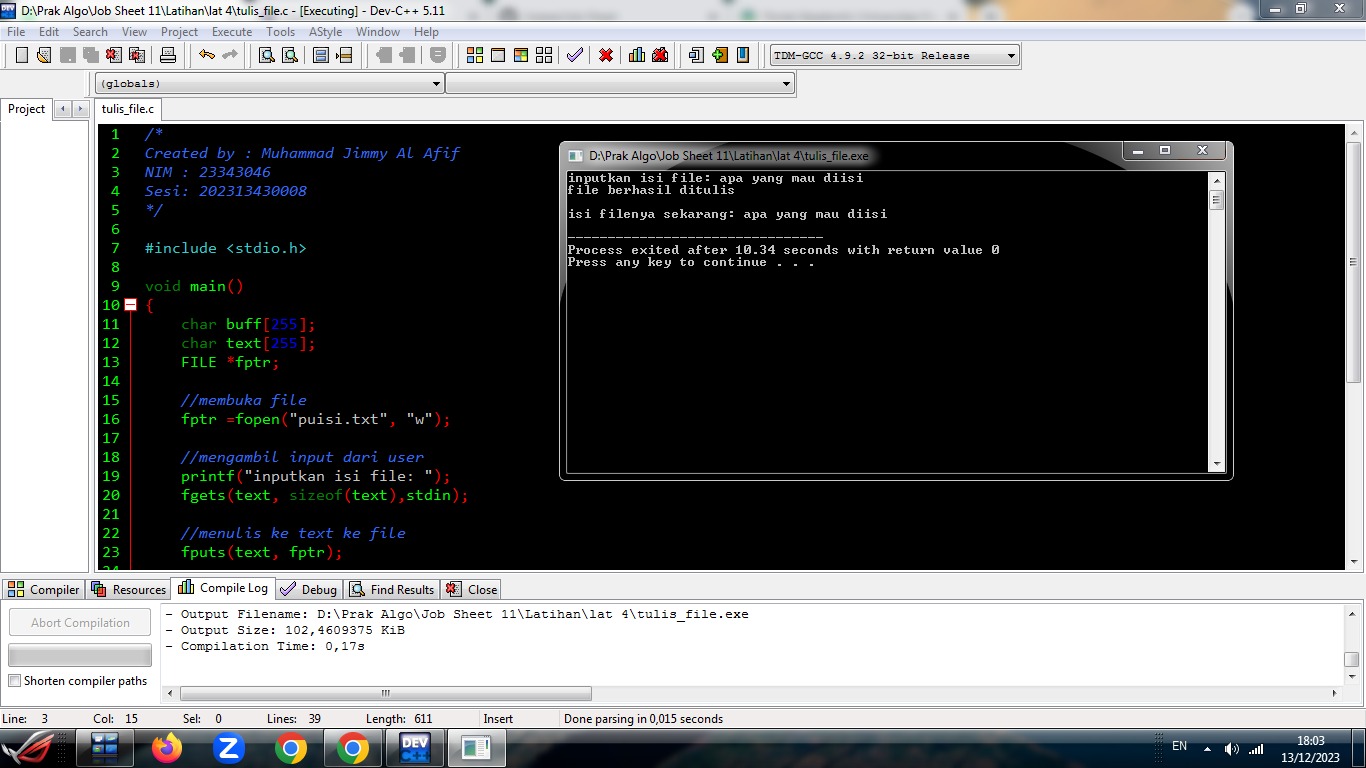 D:\Prak Algo\Job Sheet 11\Latihan\lat 4\tulis_file.c - [Executing] - Dev-C++ 5.11
File Edit Search View Project Execute Tools AStyle Window Help
TDM-GCC 4.9.2 32-bit Release
(globals)
Project
tulis_file.c
1 /*
2 Created by : Muhammad Jimmy Al Afif
3 NIM : 23343046
4 Sesi: 202313430008
5 */
6
7 #include <stdio.h>
8
9 void main()
10 {
11 char buff[255];
12 char text[255];
13 FILE *fptr;
14
15 //membuka file
16 fptr =fopen("puisi.txt", "w");
17
18 //mengambil input dari user
19 printf("inputkan isi file: ");
20 fgets(text, sizeof(text),stdin);
21
22 //menulis ke text ke file
23 fputs(text, fptr);
24
D:\Prak Algo\Job Sheet 11\Latihan\lat 4\tulis_file.exe
inputkan isi file: apa yang mau diisi
file berhasil ditulis
isi filenya sekarang: apa yang mau diisi
--------------------------------
Process exited after 10.34 seconds with return value 0
Press any key to continue . . .
Compiler Resources Compile Log Debug Find Results Close
Abort Compilation
Shorten compiler paths
- Output Filename: D:\Prak Algo\Job Sheet 11\Latihan\lat 4\tulis_file.exe
- Output Size: 102,4609375 KiB
- Compilation Time: 0,17s
Line: 3 Col: 15 Sel: 0 Lines: 39 Length: 611 Insert Done parsing in 0,015 seconds
DEV C++
EN
18:03
13/12/2023